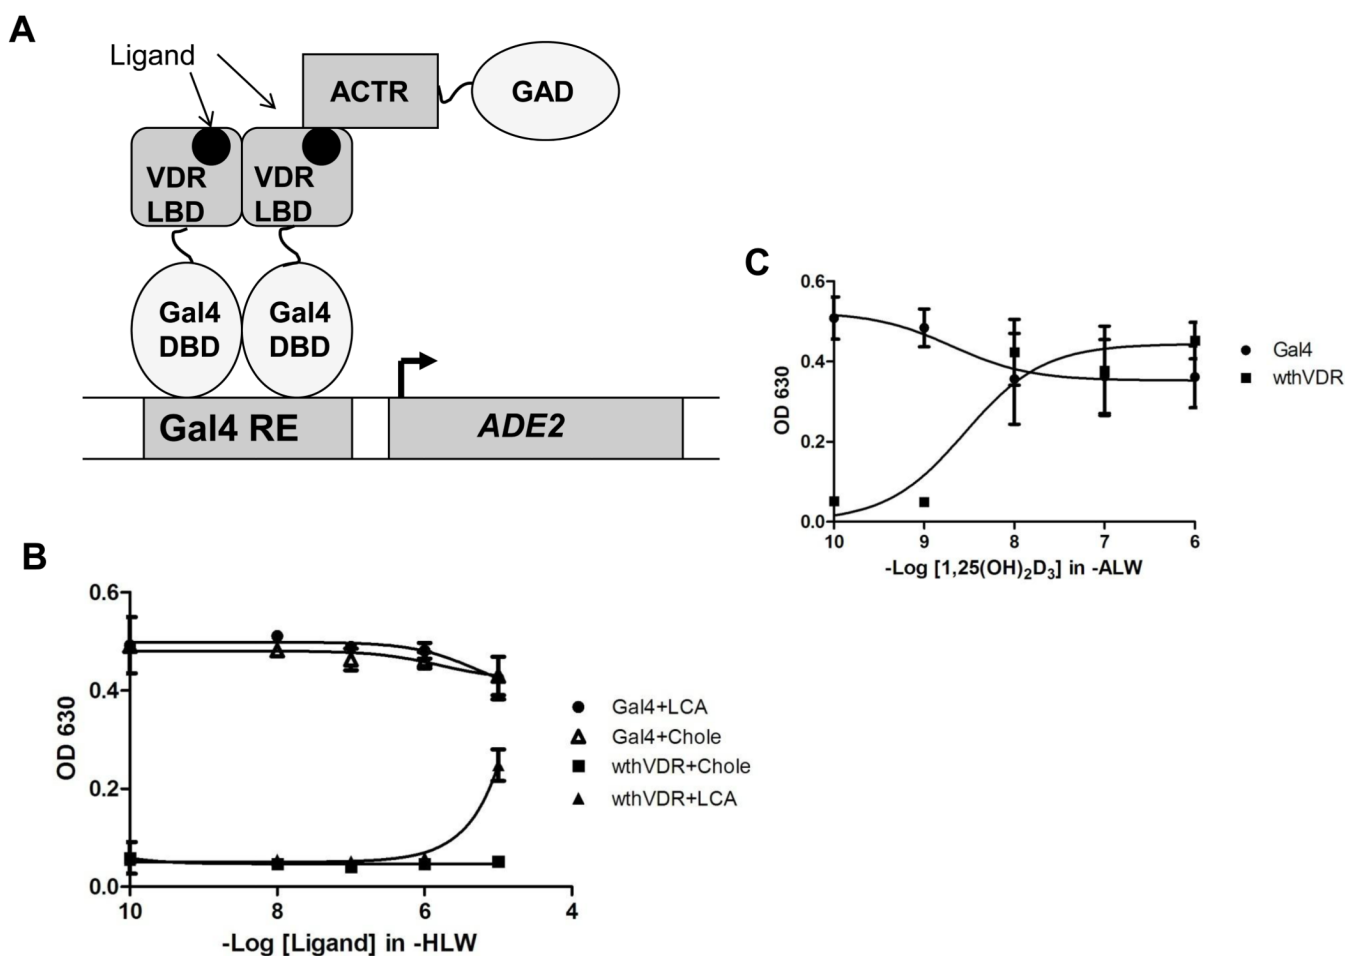 A
Ligand
ACTR
GAD
VDR
LBD
VDR
LBD
Gal4
DBD
Gal4
DBD
Gal4 RE
ADE2
C
0.6
0.4
0.2
0.0
OD 630
10 9 8 7 6
-Log [1,25(OH)₂D₃] in -ALW
Gal4
wthVDR
B
0.6
0.4
0.2
0.0
OD 630
10 8 6 4
-Log [Ligand] in -HLW
Gal4+LCA
Gal4+Chole
wthVDR+Chole
wthVDR+LCA